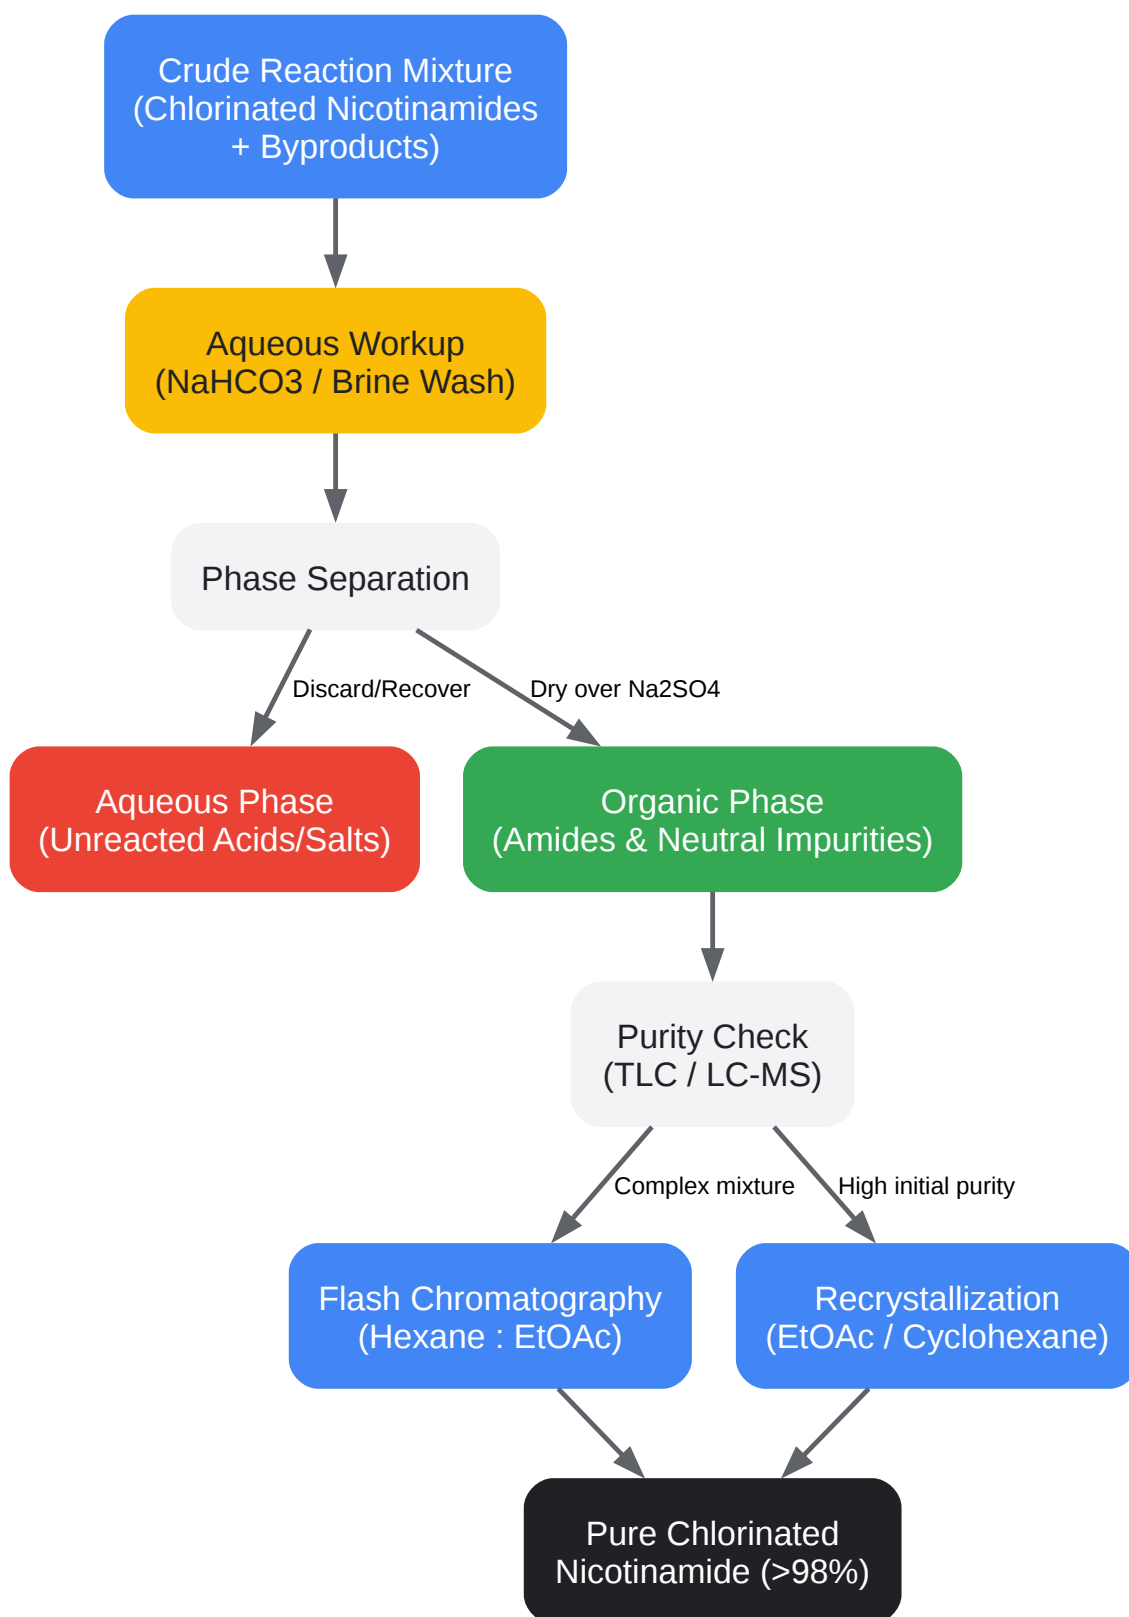 Crude Reaction Mixture
(Chlorinated Nicotinamides
+ Byproducts)
Aqueous Workup
(NaHCO3 / Brine Wash)
Phase Separation
Discard/Recover
Dry over Na2SO4
Aqueous Phase
(Unreacted Acids/Salts)
Organic Phase
(Amides & Neutral Impurities)
Purity Check
(TLC / LC-MS)
Complex mixture
High initial purity
Flash Chromatography
(Hexane : EtOAc)
Recrystallization
(EtOAc / Cyclohexane)
Pure Chlorinated
Nicotinamide (>98%)